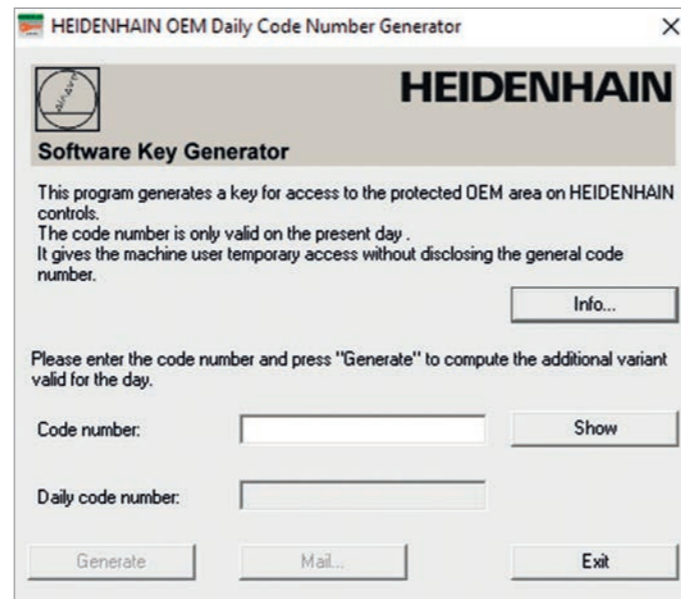 HEIDENHAIN OEM Daily Code Number Generator
HEIDENHAIN
Software Key Generator
This program generates a key for access to the protected OEM area on HEIDENHAIN
controls.
The code number is only valid on the present day .
It gives the machine user temporary access without disclosing the general code
number.
Info...
Please enter the code number and press "Generate" to compute the additional variant
valid for the day.
Code number:
Show
Daily code number:
Generate
Mail...
Exit